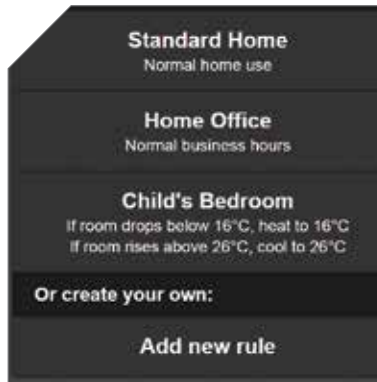 Standard Home
Normal home use
Home Office
Normal business hours
Child's Bedroom
If room drops below 16°C, heat to 16°C
If room rises above 26°C, cool to 26°C
Or create your own:
Add new rule